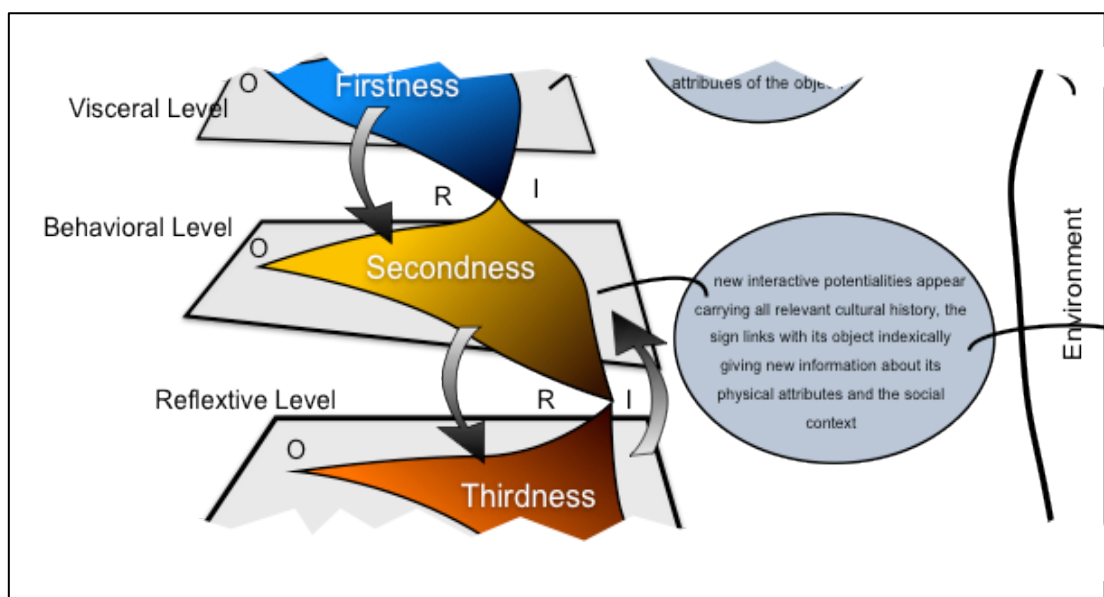 O
Firstness
Visceral Level
attributes of the object.
R
I
Behavioral Level
O
Secondness
new interactive potentialities appear
carrying all relevant cultural history, the
sign links with its object indexically
giving new information about its
physical attributes and the social
context
Environment
Reflextive Level
R
I
O
Thirdness